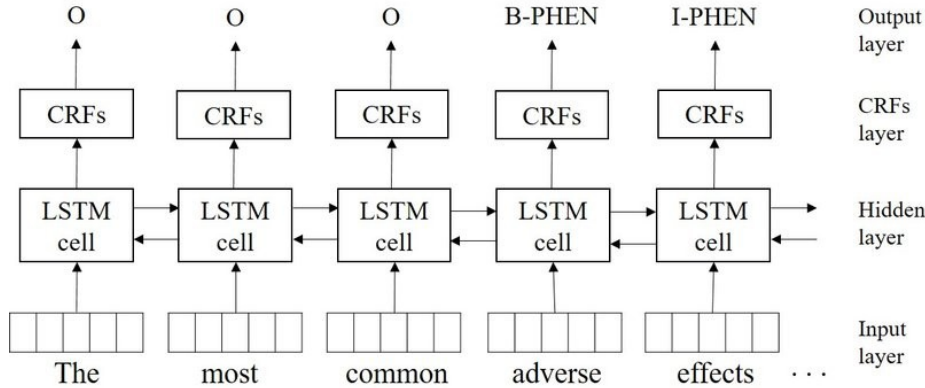 O O O B-PHEN I-PHEN Output
layer
CRFs CRFs CRFs CRFs CRFs CRFs
layer
LSTM LSTM LSTM LSTM LSTM Hidden
cell cell cell cell cell layer
Input
layer
The most common adverse effects . . .